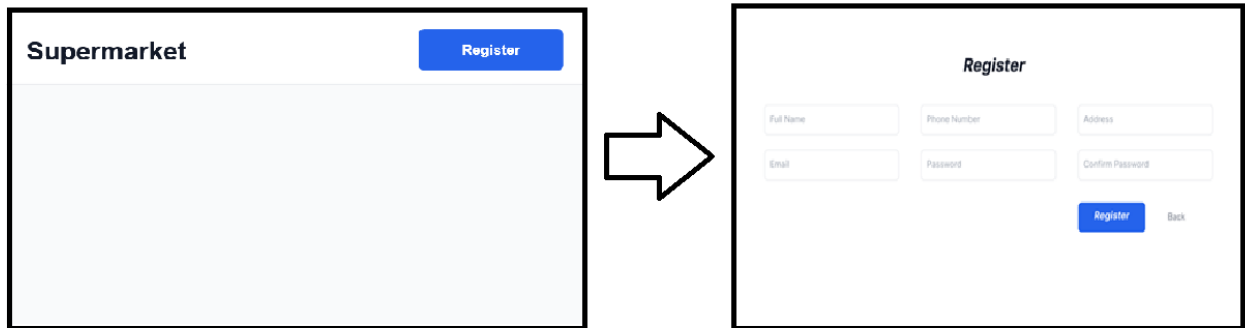 Supermarket Register
Register
Full Name Phone Number Address
Email Password Confirm Password
Register Back